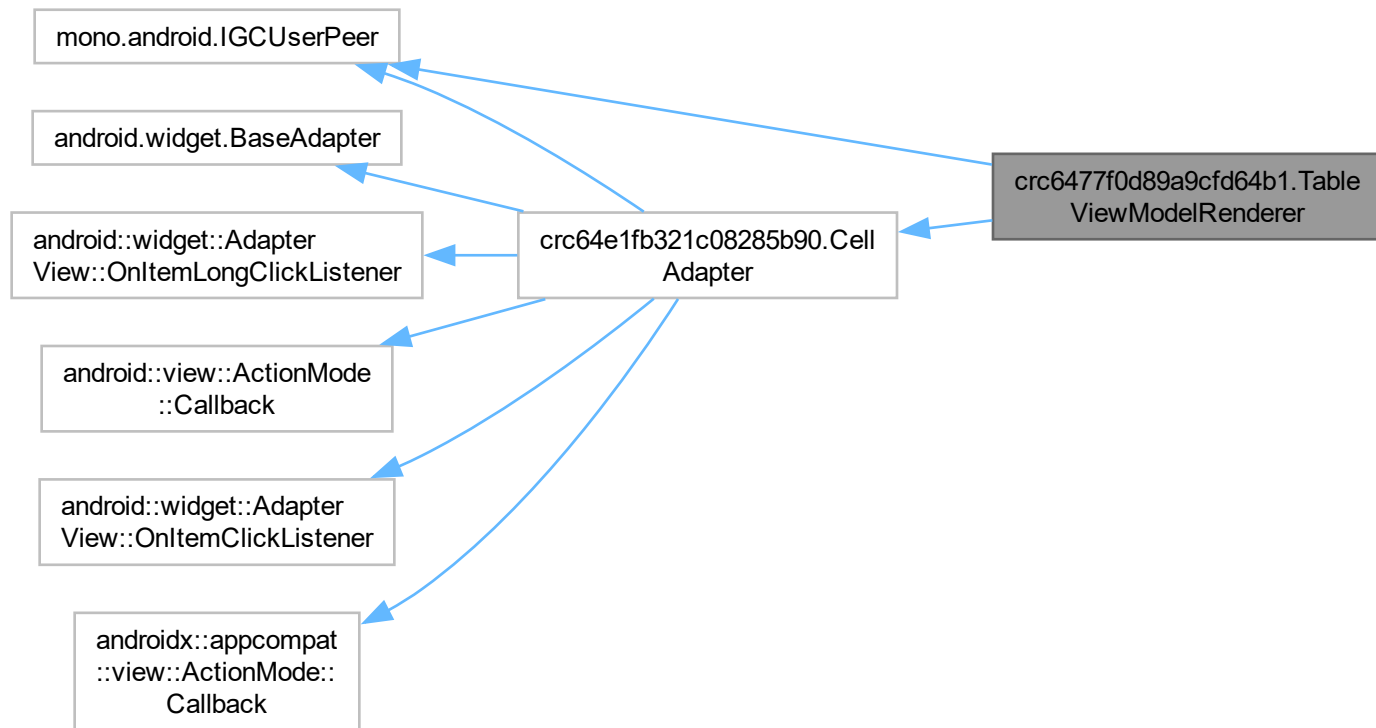 mono.android.IGCUserPeer
android.widget.BaseAdapter
android::widget::Adapter
View::OnItemLongClickListener
android::view::ActionMode
::Callback
android::widget::Adapter
View::OnItemClickListener
androidx::appcompat
::view::ActionMode::
Callback
crc64e1fb321c08285b90.Cell
Adapter
crc6477f0d89a9cfd64b1.Table
ViewModelRenderer